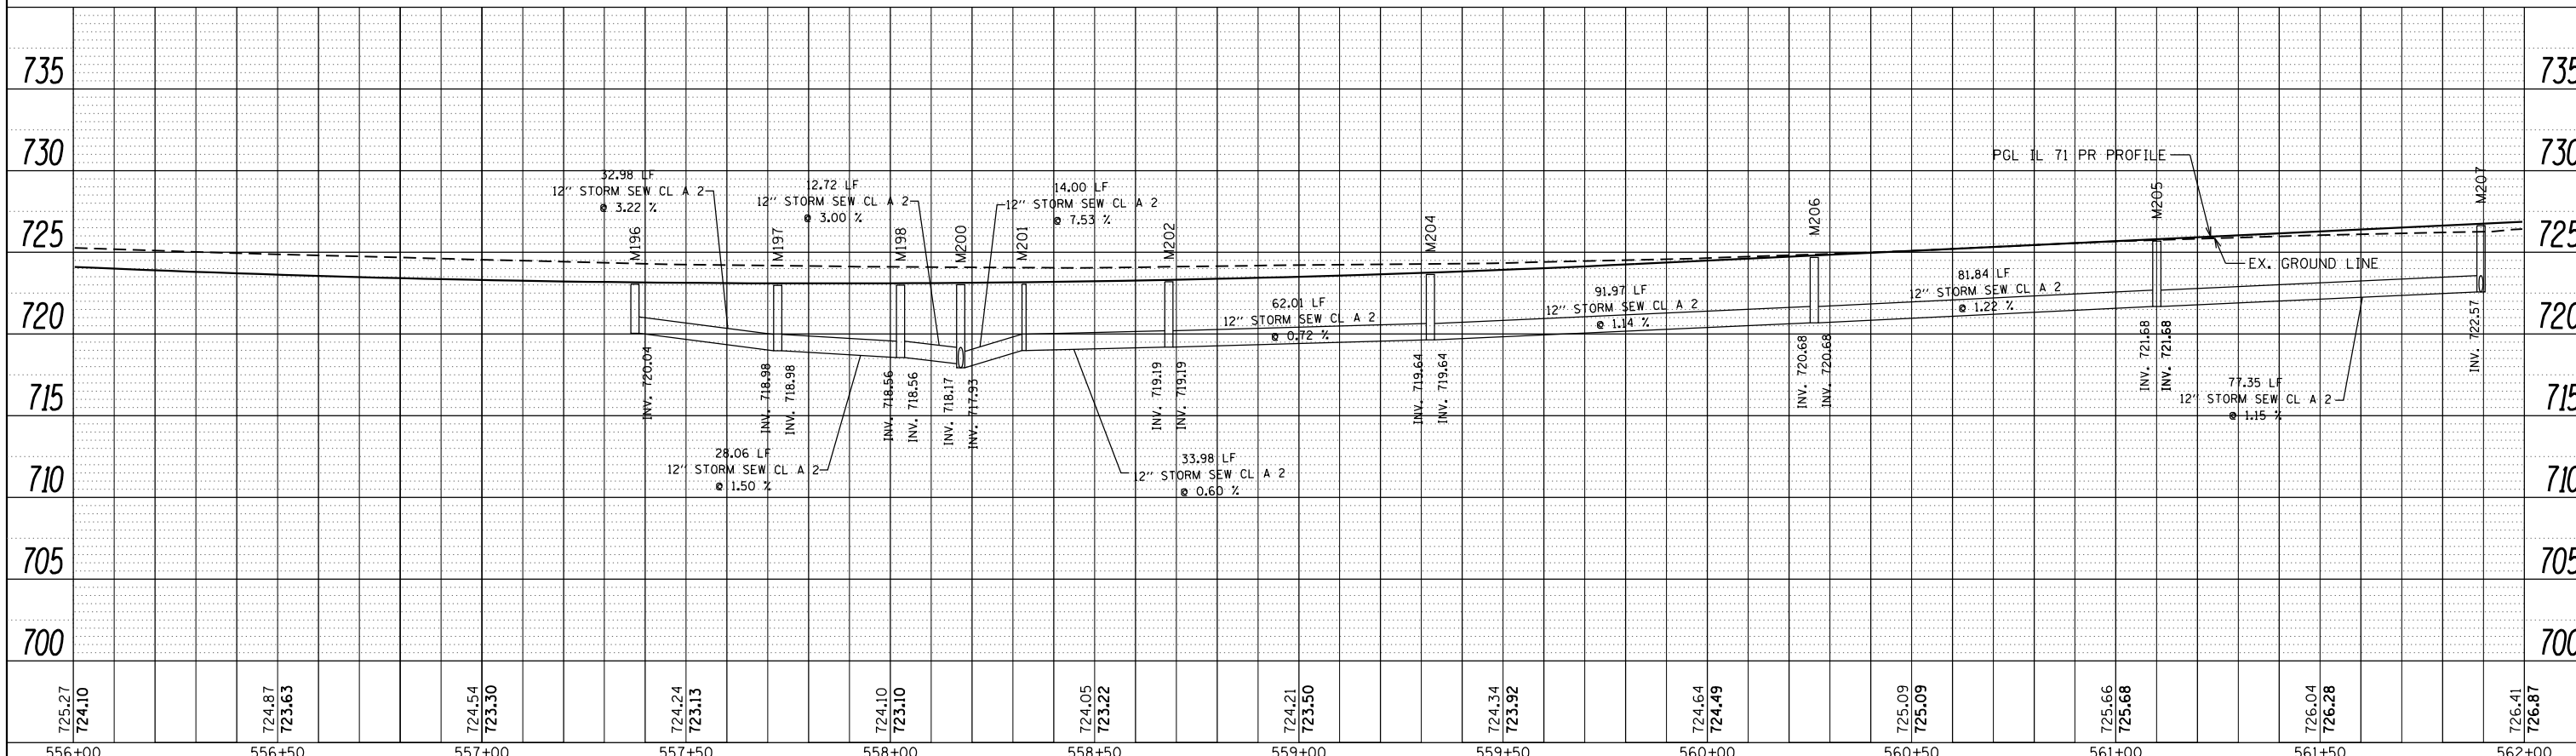 735
735
730
730
725
725
720
720
715
715
710
710
705
705
700
700
32.98 LF
12" STORM SEW CL A 2
@ 3.22 %
12.72 LF
12" STORM SEW CL A 2
@ 3.00 %
14.00 LF
12" STORM SEW CL A 2
@ 7.53 %
PGL IL 71 PR PROFILE
EX. GROUND LINE
M196
M197
M198
M200
M201
M202
M204
M206
M205
M207
62.01 LF
12" STORM SEW CL A 2
@ 0.72 %
91.97 LF
12" STORM SEW CL A 2
@ 1.14 %
81.84 LF
12" STORM SEW CL A 2
@ 1.22 %
77.35 LF
12" STORM SEW CL A 2
@ 1.15 %
28.06 LF
12" STORM SEW CL A 2
@ 1.50 %
33.98 LF
12" STORM SEW CL A 2
@ 0.60 %
INV. 720.04
INV. 718.98
INV. 718.98
INV. 718.56
INV. 718.56
INV. 718.17
INV. 717.93
INV. 719.19
INV. 719.19
INV. 719.64
INV. 719.64
INV. 720.68
INV. 720.68
INV. 721.68
INV. 721.68
INV. 722.57
725.27
724.10
724.87
723.63
724.54
723.30
724.24
723.13
724.10
723.10
724.05
723.22
724.21
723.50
724.34
723.92
724.64
724.49
725.09
725.09
725.66
725.68
726.04
726.28
726.41
726.87
556+00
556+50
557+00
557+50
558+00
558+50
559+00
559+50
560+00
560+50
561+00
561+50
562+00